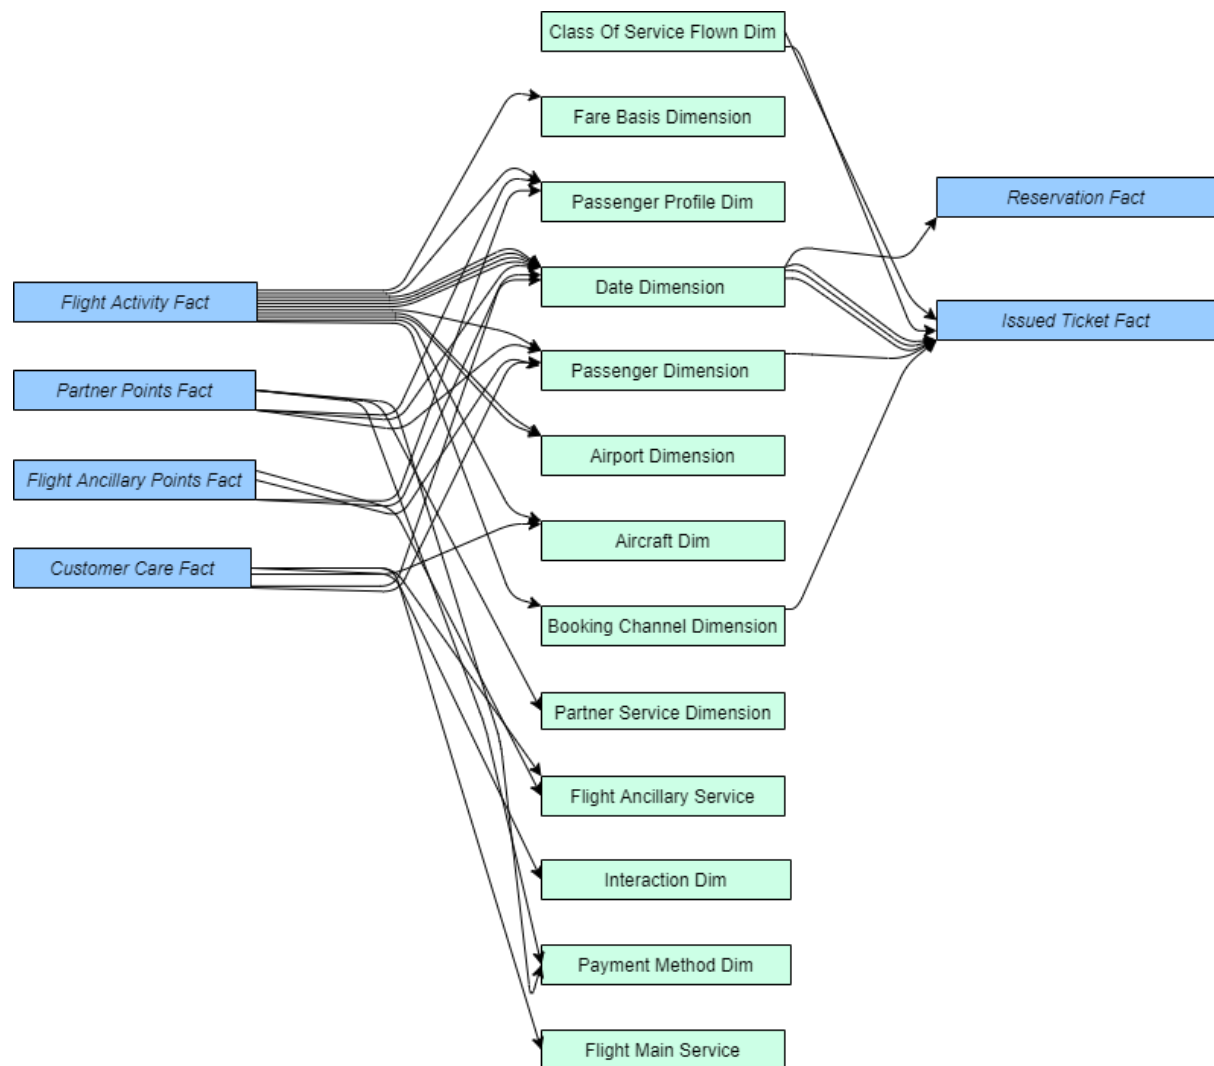 Class Of Service Flown Dim
Fare Basis Dimension
Passenger Profile Dim
Reservation Fact
Date Dimension
Flight Activity Fact
Issued Ticket Fact
Passenger Dimension
Partner Points Fact
Airport Dimension
Flight Ancillary Points Fact
Aircraft Dim
Customer Care Fact
Booking Channel Dimension
Partner Service Dimension
Flight Ancillary Service
Interaction Dim
Payment Method Dim
Flight Main Service